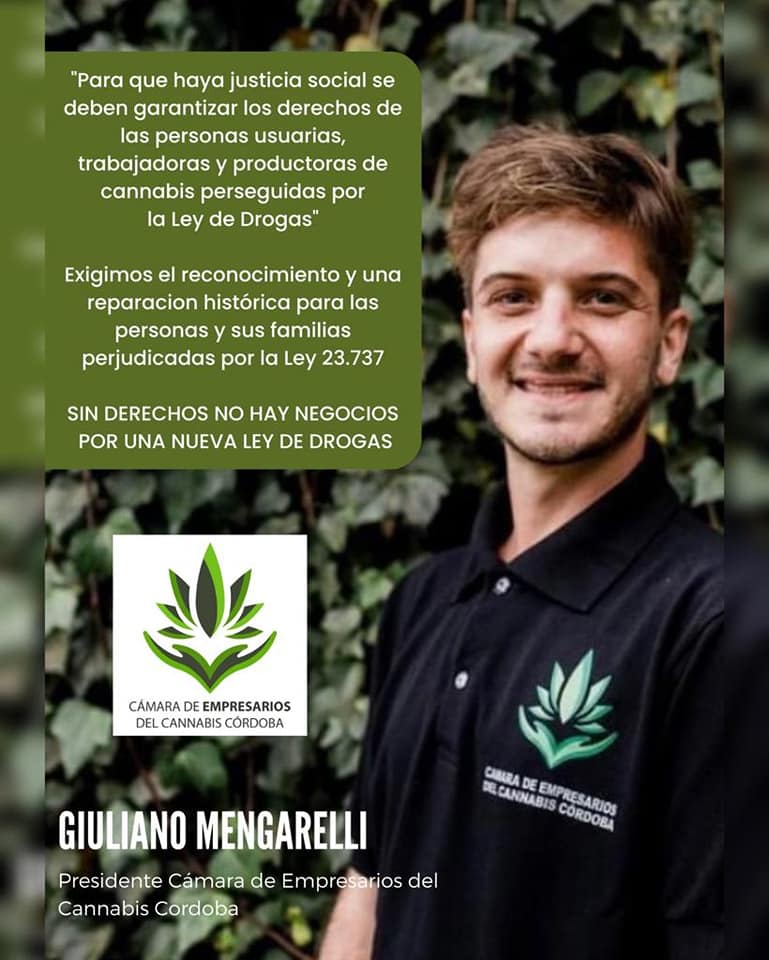 "Para que haya justicia social se
deben garantizar los derechos de
las personas usuarias,
trabajadoras y productoras de
cannabis perseguidas por
la Ley de Drogas"
Exigimos el reconocimiento y una
reparacion histórica para las
personas y sus familias
perjudicadas por la Ley 23.737
SIN DERECHOS NO HAY NEGOCIOS
POR UNA NUEVA LEY DE DROGAS
CÁMARA DE EMPRESARIOS
DEL CANNABIS CÓRDOBA
CÁMARA DE EMPRESARIOS
DEL CANNABIS CÓRDOBA
GIULIANO MENGARELLI
Presidente Cámara de Empresarios del
Cannabis Cordoba